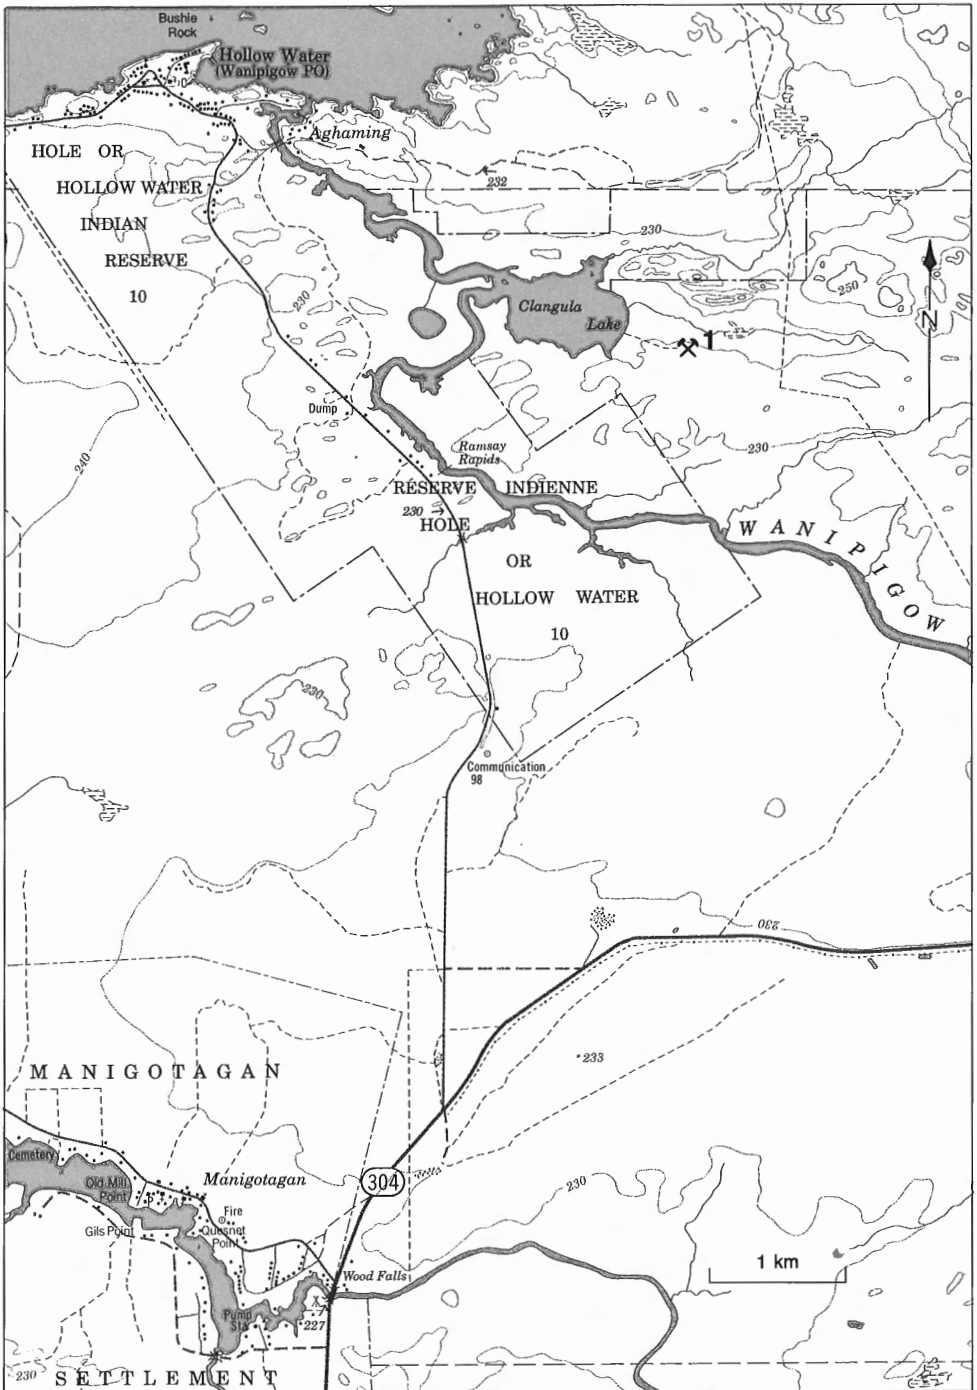 Bushie
Rock
Hollow Water
(Wanipigow PO)
Aghaming
HOLE OR
HOLLOW WATER
INDIAN
RESERVE
10
232
230
230
250
Clangula
Lake
1
N
Dump
240
Ramsay
Rapids
230
RÉSERVE INDIENNE
230
HOLE
OR
HOLLOW WATER
10
WANIPIGOW
230
Communication
98
230
233
MANIGOTAGAN
Cemetery
Old Mill
Point
Manigotagan
304
230
Fire
Gils Point
Quesnet
Point
1 km
Wood Falls
Pump
Sta
227
230
SETTLEMENT